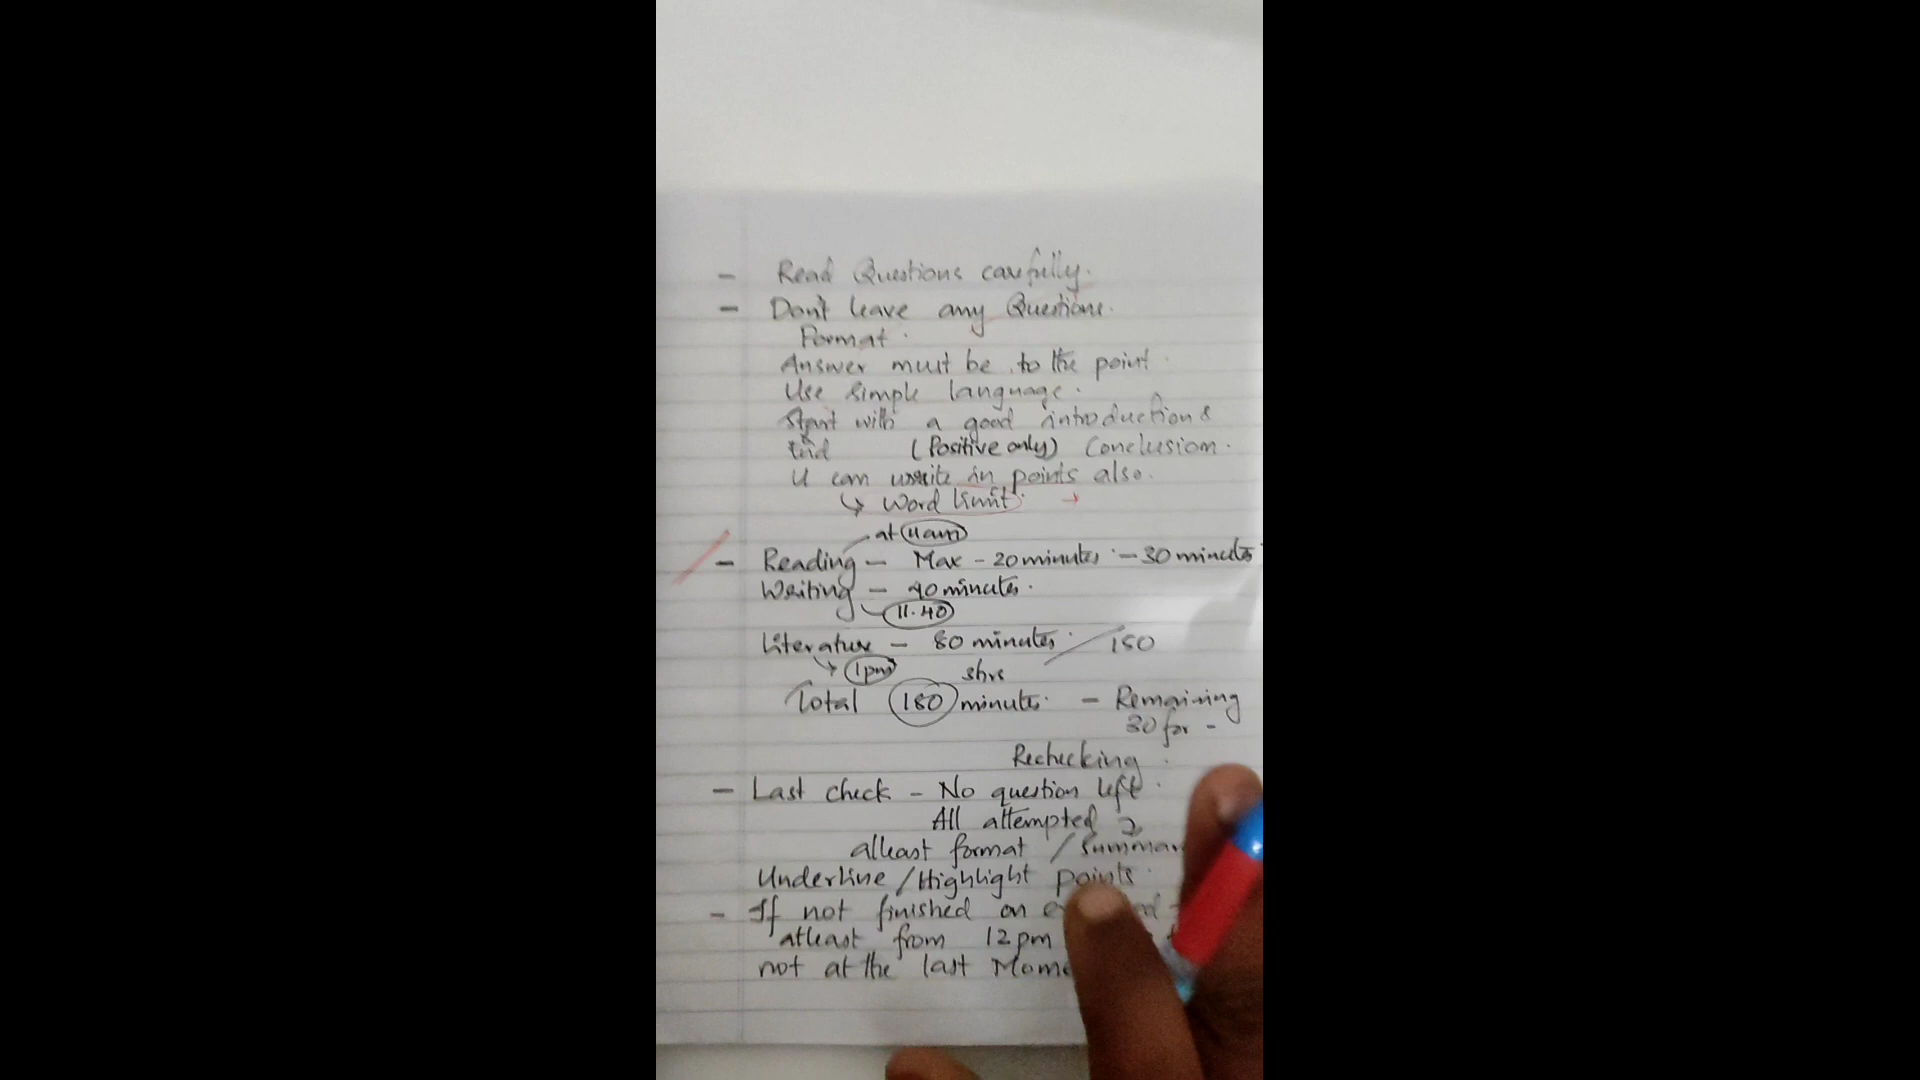 - Read Questions carefully.
- Don't leave any Questions.
Format.
Answer must be to the point.
Use simple language.
Start with a good introduction &
End (Positive only) Conclusion.
U can write in points also.
↳ Word limit. →
at 11am
- Reading - Max - 20 minutes. - 30 minutes
Writing - 40 minutes.
11.40
Literature - 80 minutes. / 150
↳ 1pm 3hrs
Total 180 minutes. - Remaining
30 for -
Rechecking.
- Last check - No question left.
All attempted
atleast format / Summar
Underline / Highlight points.
- If not finished on
atleast from 12pm
not at the last Mome